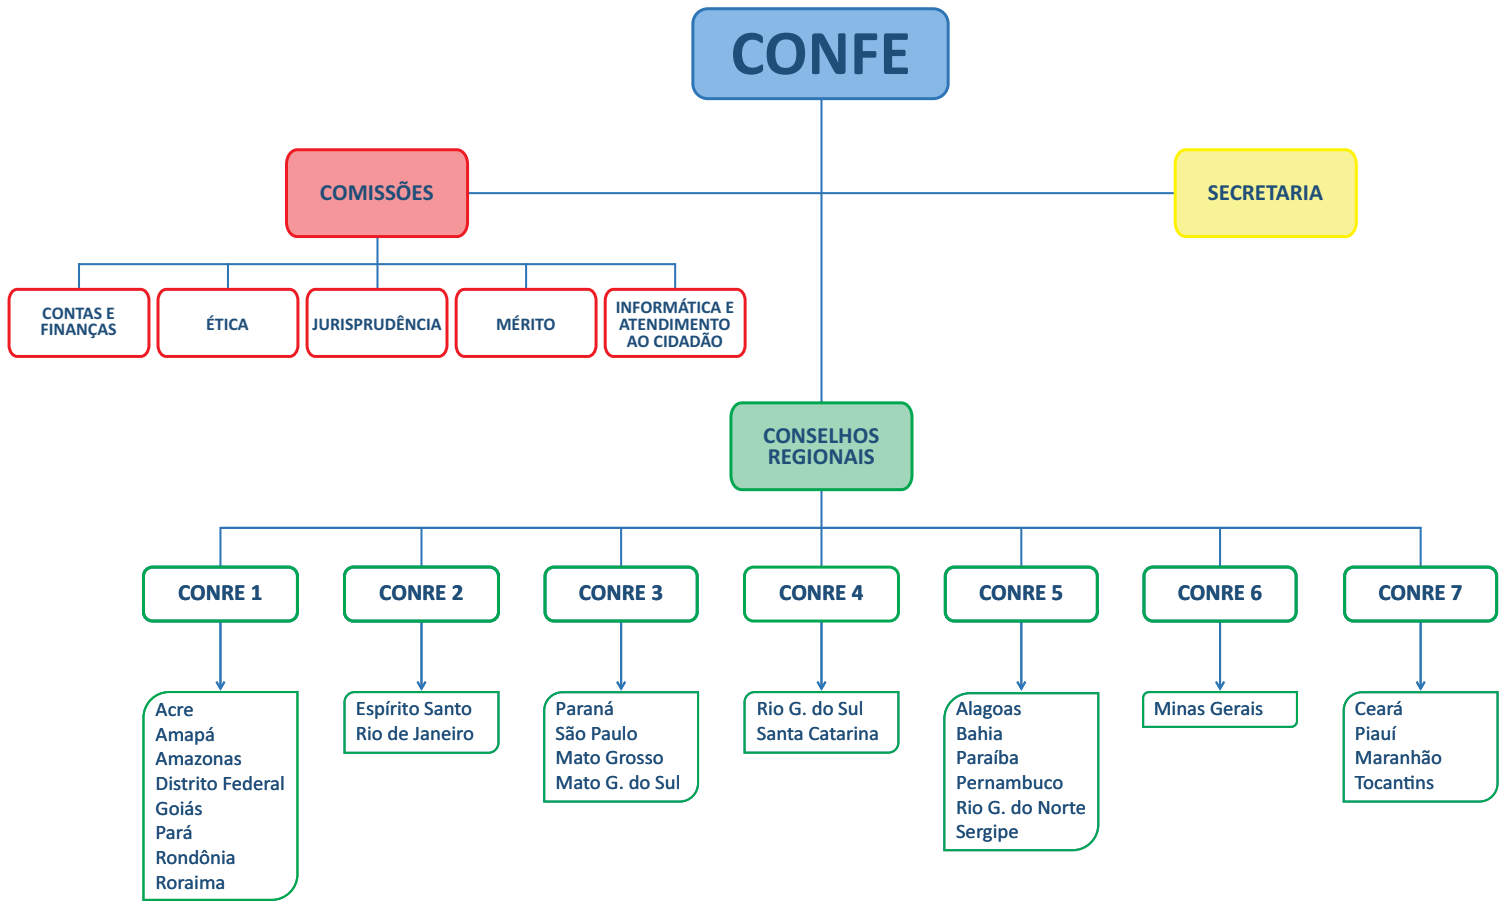 CONFE
COMISSÕES
SECRETARIA
CONTAS E
FINANÇAS
ÉTICA
JURISPRUDÊNCIA
MÉRITO
INFORMÁTICA E
ATENDIMENTO
AO CIDADÃO
CONSELHOS
REGIONAIS
CONRE 1
CONRE 2
CONRE 3
CONRE 4
CONRE 5
CONRE 6
CONRE 7
Acre
Amapá
Amazonas
Distrito Federal
Goiás
Pará
Rondônia
Roraima
Espírito Santo
Rio de Janeiro
Paraná
São Paulo
Mato Grosso
Mato G. do Sul
Rio G. do Sul
Santa Catarina
Alagoas
Bahia
Paraíba
Pernambuco
Rio G. do Norte
Sergipe
Minas Gerais
Ceará
Piauí
Maranhão
Tocantins